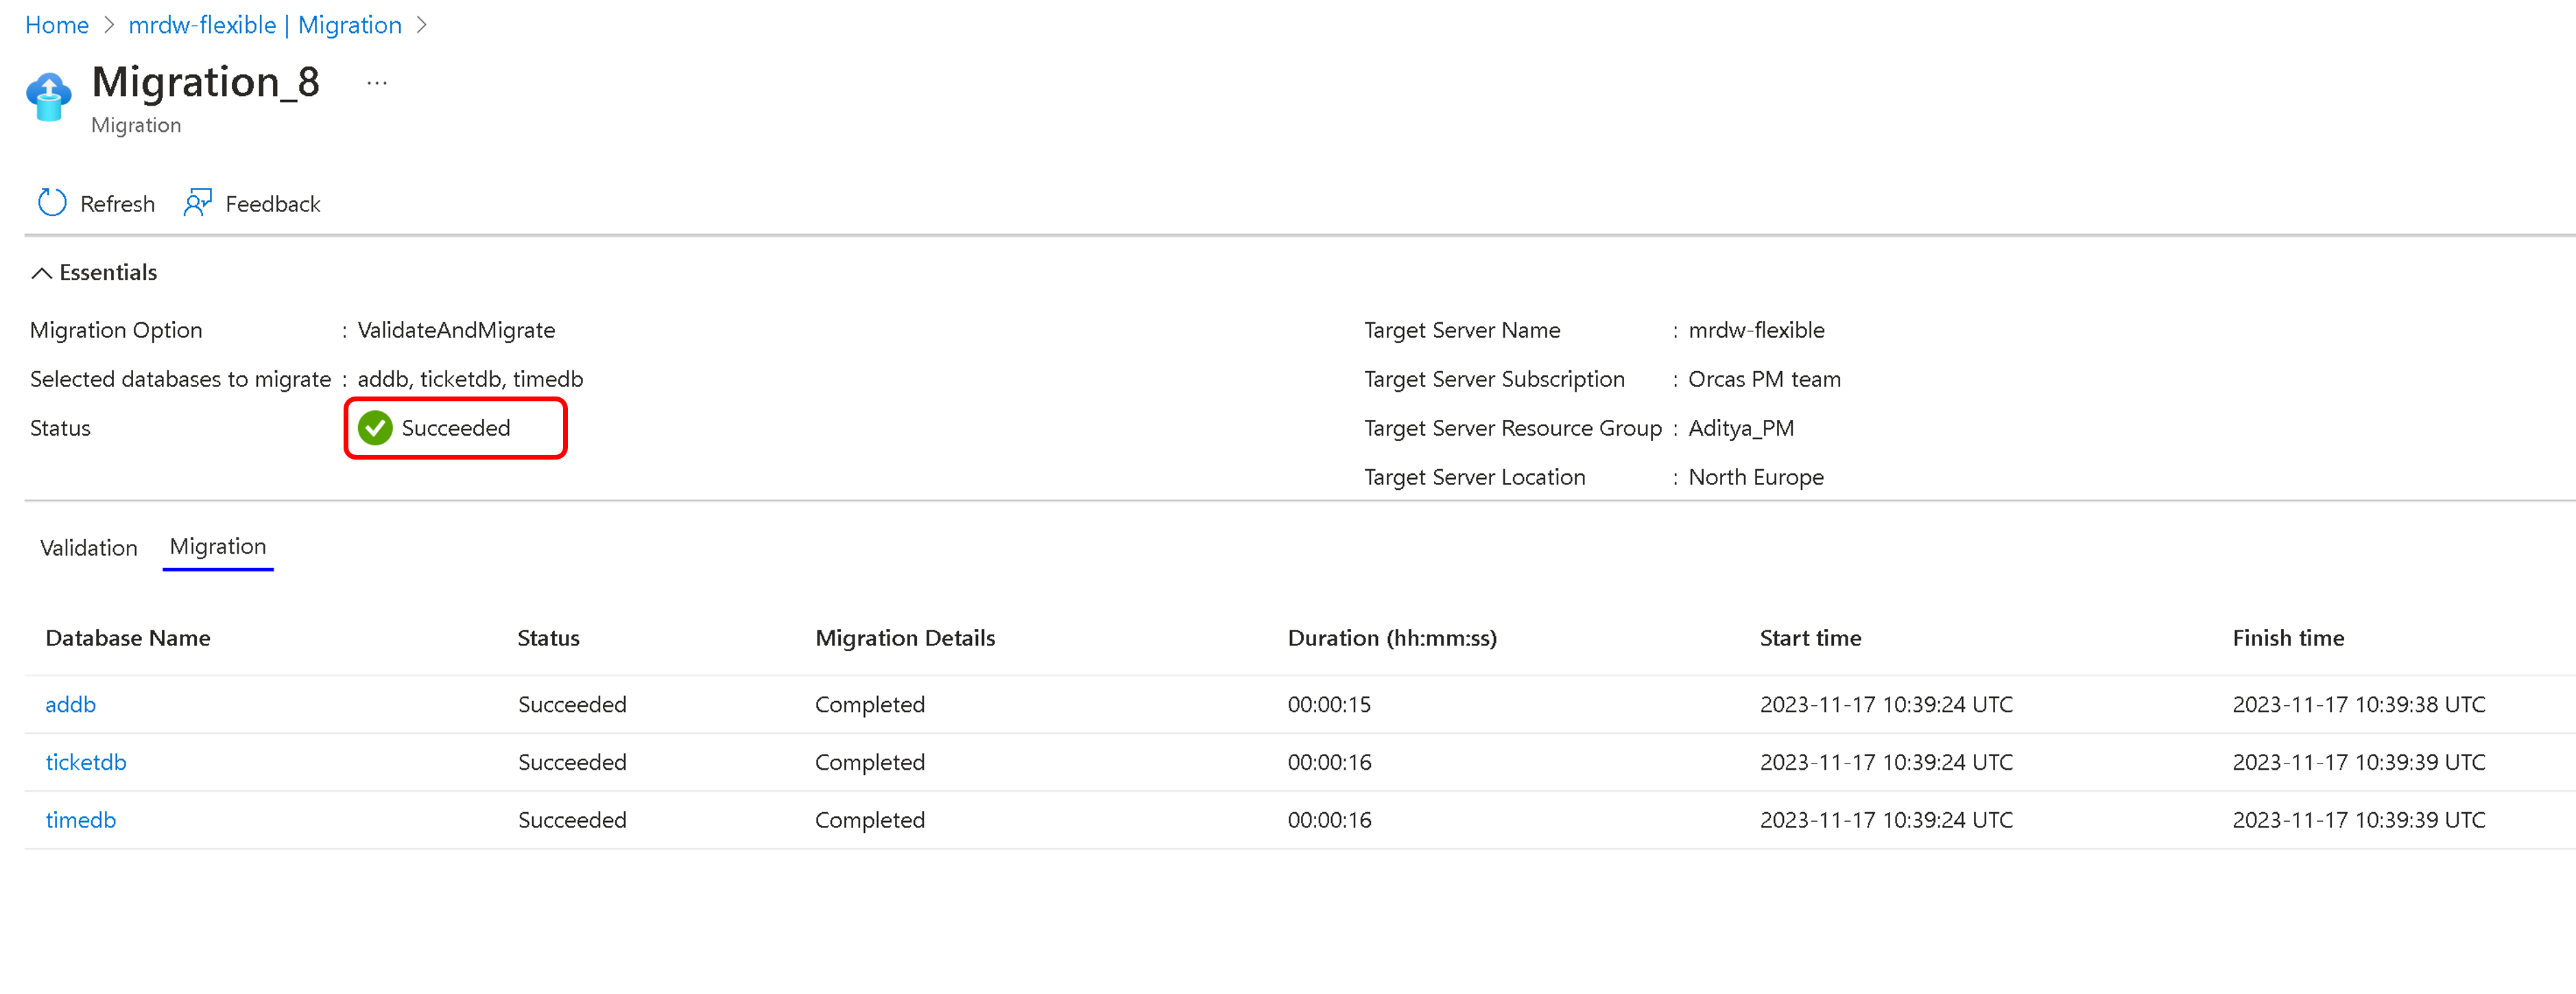 Home > mrdw-flexible | Migration >
Migration_8 ...
Migration
Refresh Feedback
Essentials
Migration Option : ValidateAndMigrate Target Server Name : mrdw-flexible
Selected databases to migrate : addb, ticketdb, timedb Target Server Subscription : Orcas PM team
Status Succeeded Target Server Resource Group : Aditya_PM
Target Server Location : North Europe
Validation Migration
Database Name Status Migration Details Duration (hh:mm:ss) Start time Finish time
addb Succeeded Completed 00:00:15 2023-11-17 10:39:24 UTC 2023-11-17 10:39:38 UTC
ticketdb Succeeded Completed 00:00:16 2023-11-17 10:39:24 UTC 2023-11-17 10:39:39 UTC
timedb Succeeded Completed 00:00:16 2023-11-17 10:39:24 UTC 2023-11-17 10:39:39 UTC